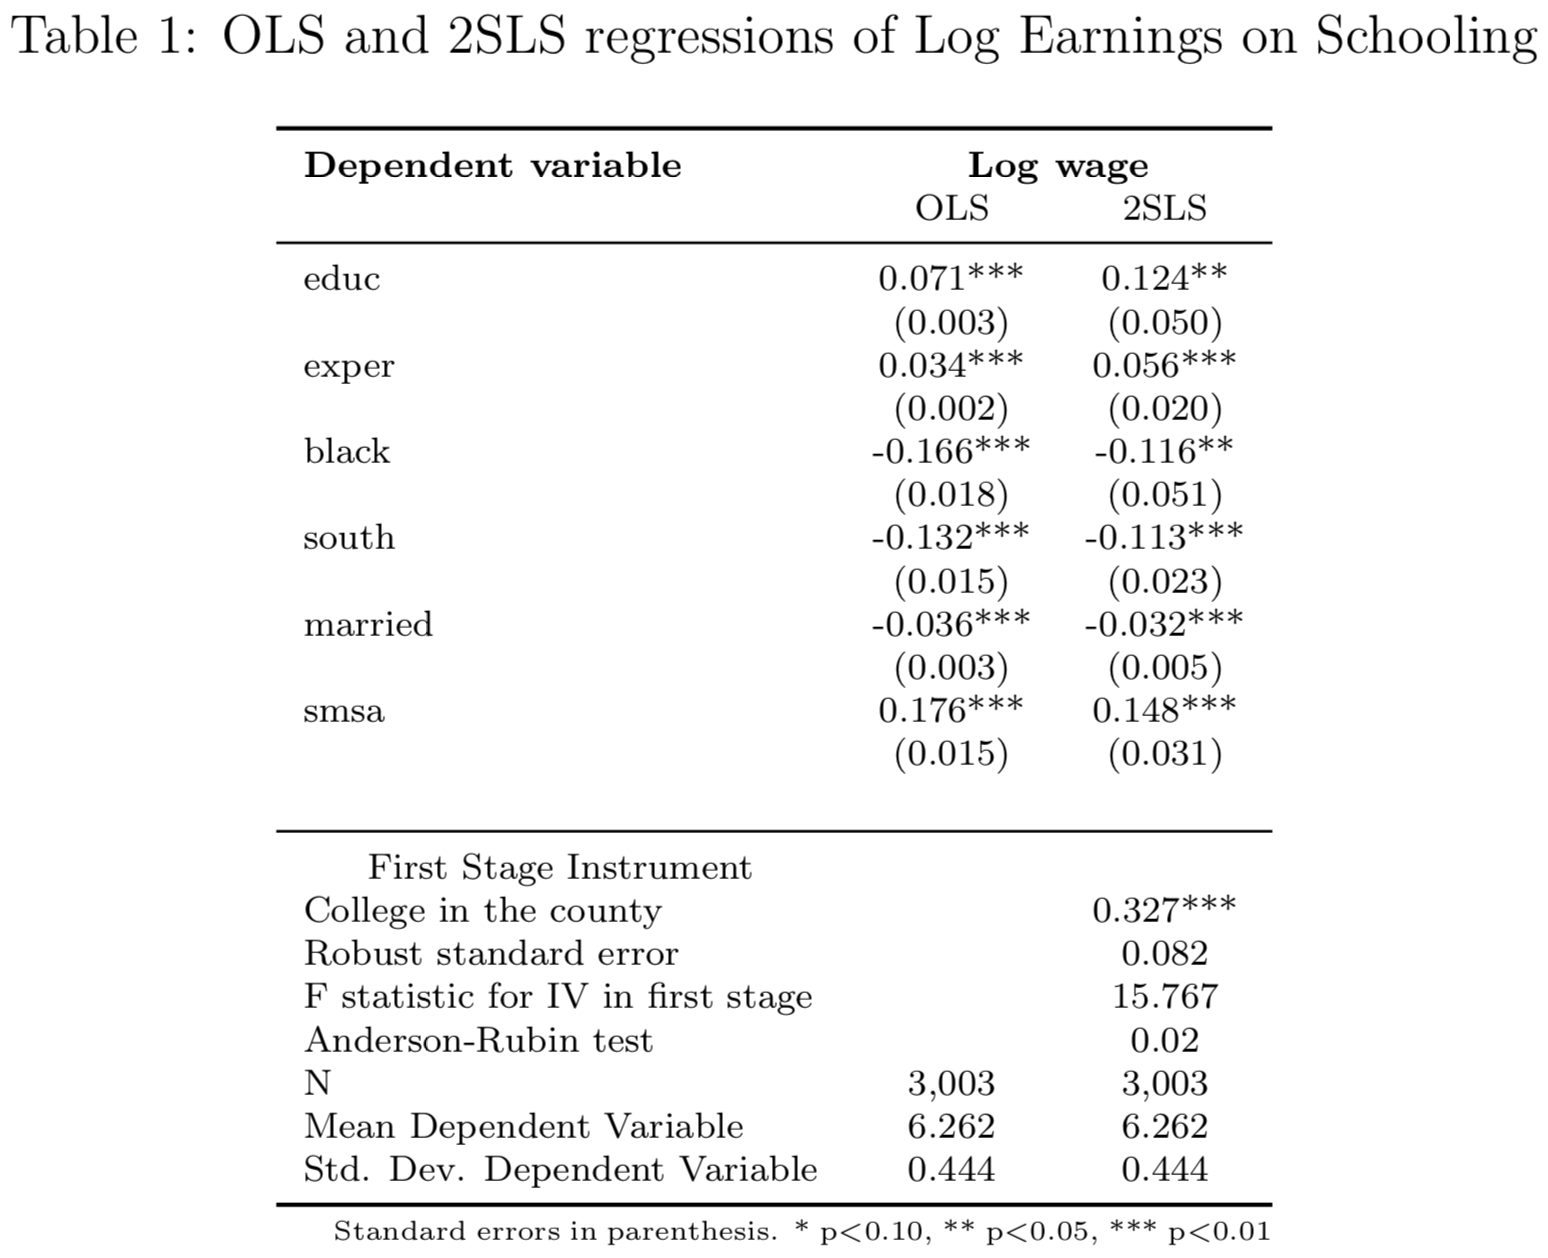 Table 1: OLS and 2SLS regressions of Log Earnings on Schooling
Dependent variable Log wage
OLS 2SLS
educ 0.071*** 0.124**
(0.003) (0.050)
exper 0.034*** 0.056***
(0.002) (0.020)
black -0.166*** -0.116**
(0.018) (0.051)
south -0.132*** -0.113***
(0.015) (0.023)
married -0.036*** -0.032***
(0.003) (0.005)
smsa 0.176*** 0.148***
(0.015) (0.031)
First Stage Instrument
College in the county 0.327***
Robust standard error 0.082
F statistic for IV in first stage 15.767
Anderson-Rubin test 0.02
N 3,003 3,003
Mean Dependent Variable 6.262 6.262
Std. Dev. Dependent Variable 0.444 0.444
Standard errors in parenthesis. * p<0.10, ** p<0.05, *** p<0.01